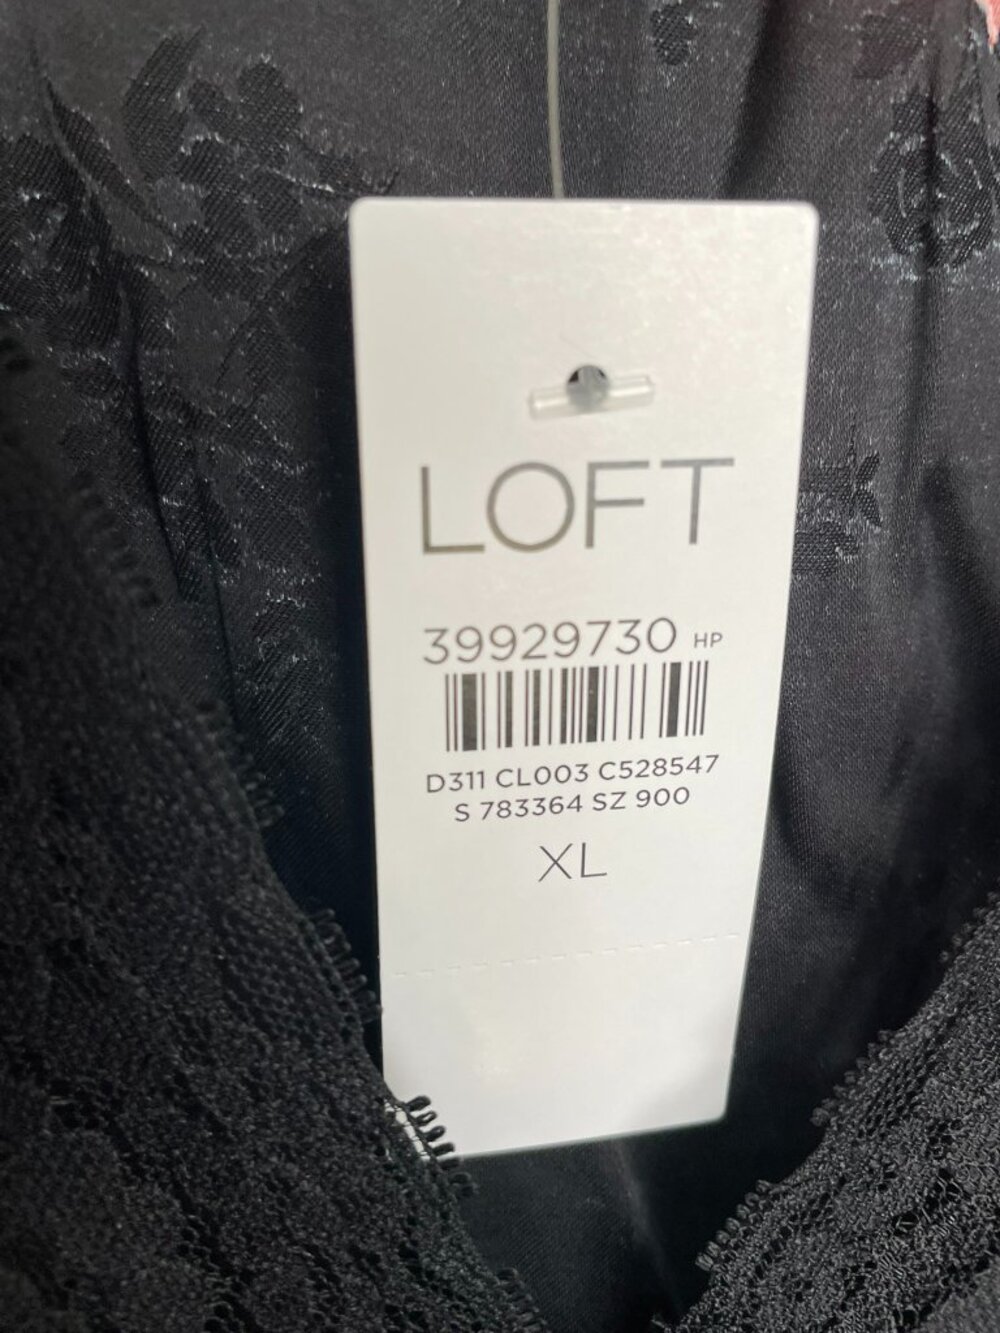 LOFT
39929730 HP
D311 CL003 C528547
S 783364 SZ 900
XL